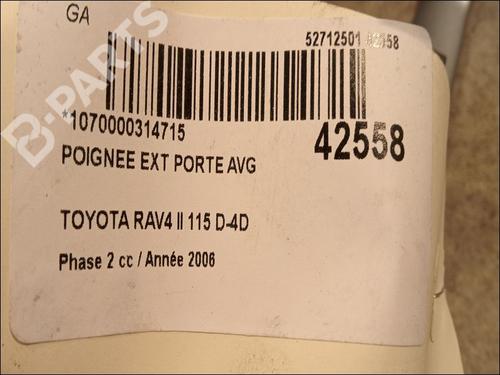 GA
52712501 42558
B-PARTS
*1070000314715
42558
POIGNEE EXT PORTE AVG
TOYOTA RAV4 II 115 D-4D
Phase 2 cc / Année 2006